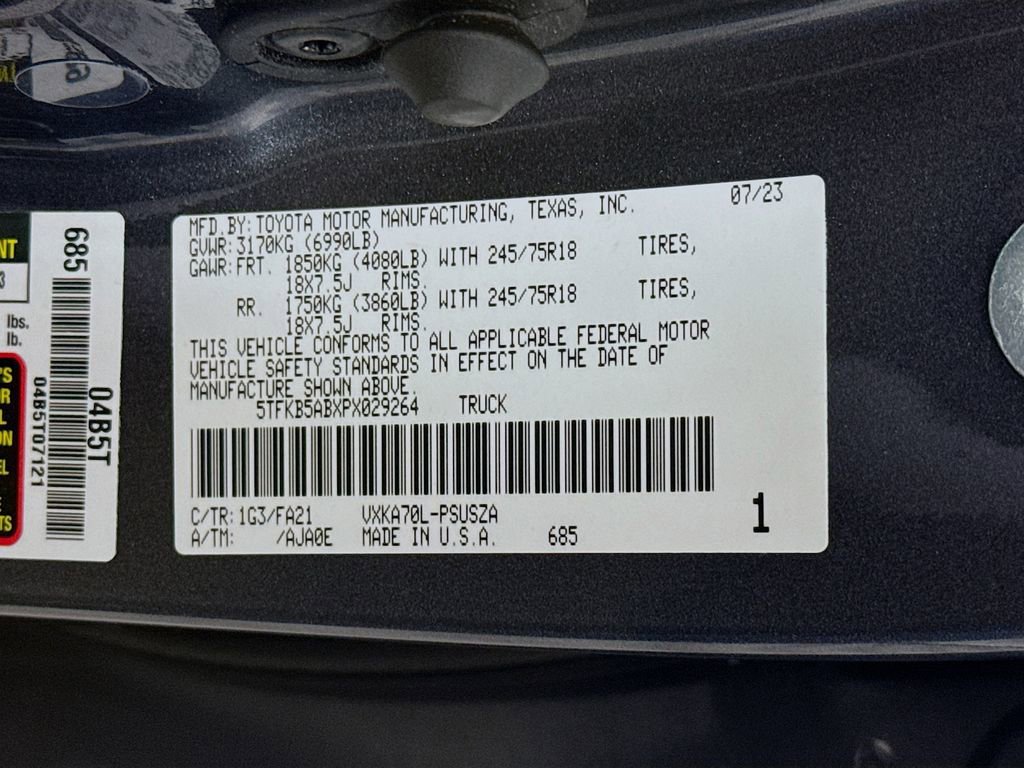 MFD.BY:TOYOTA MOTOR MANUFACTURING, TEXAS, INC. 07/23
GVWR:3170KG (6990LB)
GAWR:FRT. 1850KG (4080LB) WITH 245/75R18 TIRES,
18X7.5J RIMS.
RR. 1750KG (3860LB) WITH 245/75R18 TIRES,
18X7.5J RIMS.
THIS VEHICLE CONFORMS TO ALL APPLICABLE FEDERAL MOTOR
VEHICLE SAFETY STANDARDS IN EFFECT ON THE DATE OF
MANUFACTURE SHOWN ABOVE.
5TFKB5ABXPX029264 TRUCK
C/TR:1G3/FA21 VXKA70L-PSUSZA
A/TM: /AJA0E MADE IN U.S.A. 685
1
685
04B5T
04B5T07121
lbs.
lb.